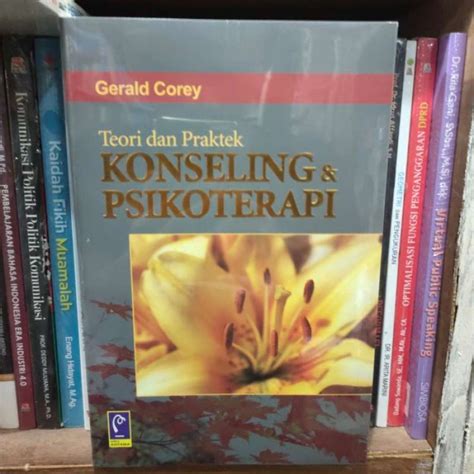 Gerald Corey
Teori dan Praktek
KONSELING &
PSIKOTERAPI
PEMBELAJARAN BAHASA INDONESIA ERA INDUSTRI 4.0
Komunikasi Politik Politik Komunikasi
Kaidah Fikih Muamalah
Enang Hidayat, M.Ag.
OPTIMALISASI FUNGSI PENGANGGARAN DPRD
Virtual Public Speaking